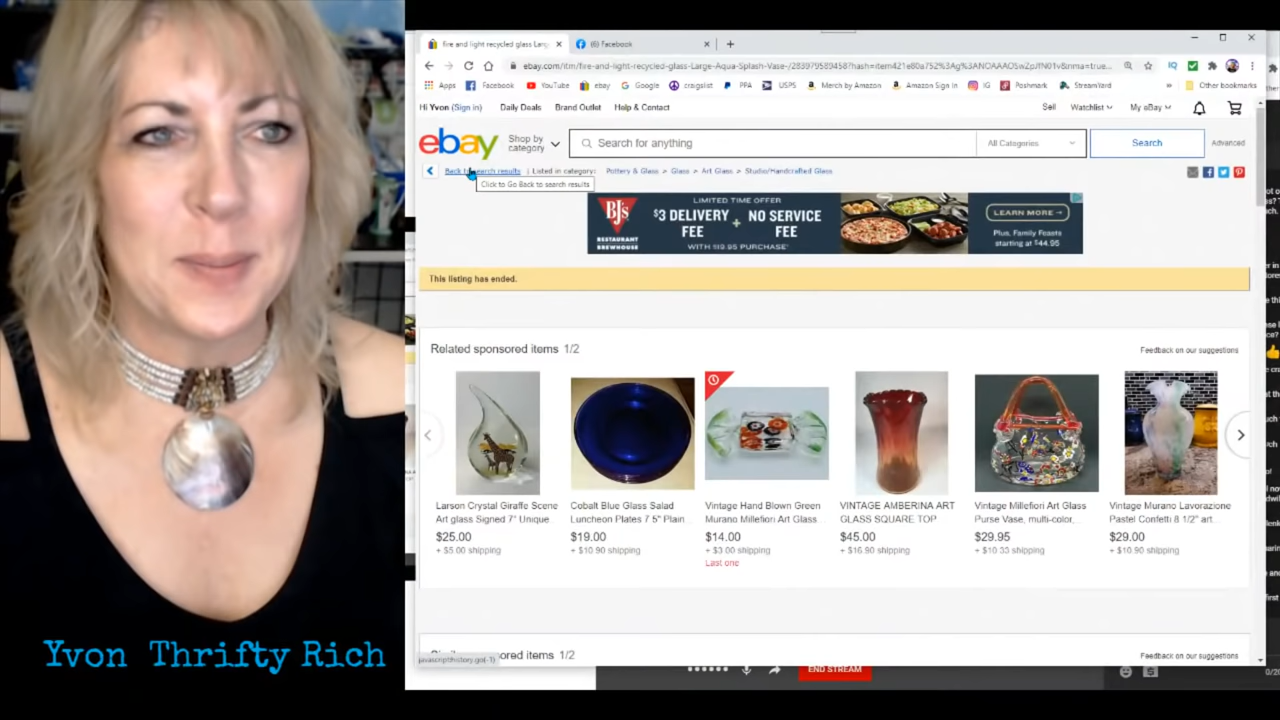 fire and light recycled glass Larg
(6) Facebook
ebay.com/itm/fire-and-light-recycled-glass-Large-Aqua-Splash-Vase-/283979589458?hash=item421e80a752%3Ag%3ANOAAAOSwZpJfN01v&nma=true...
Apps Facebook YouTube ebay Google craigslist PPA USPS Merch by Amazon Amazon Sign In IG Poshmark StreamYard Other bookmarks
Hi Yvon (Sign in) Daily Deals Brand Outlet Help & Contact Sell Watchlist My eBay
ebay Shop by category Search for anything All Categories Search Advanced
Back to search results | Listed in category: Pottery & Glass > Glass > Art Glass > Studio/Handcrafted Glass
Click to Go Back to search results
BJ's RESTAURANT BREWHOUSE
LIMITED TIME OFFER
$3 DELIVERY FEE + NO SERVICE FEE
WITH $19.95 PURCHASE*
LEARN MORE
Plus, Family Feasts
starting at $44.95
This listing has ended.
Related sponsored items 1/2
Feedback on our suggestions
Larson Crystal Giraffe Scene
Art glass Signed 7" Unique...
$25.00
+ $5.00 shipping
Cobalt Blue Glass Salad
Luncheon Plates 7 5" Plain...
$19.00
+ $10.90 shipping
Vintage Hand Blown Green
Murano Millefiori Art Glass...
$14.00
+ $3.00 shipping
Last one
VINTAGE AMBERINA ART
GLASS SQUARE TOP
$45.00
+ $16.90 shipping
Vintage Millefiori Art Glass
Purse Vase, multi-color,...
$29.95
+ $10.33 shipping
Vintage Murano Lavorazione
Pastel Confetti 8 1/2" art...
$29.00
+ $10.90 shipping
sponsored items 1/2
Feedback on our suggestions
javascript:history.go(-1)
END STREAM
Yvon Thrifty Rich